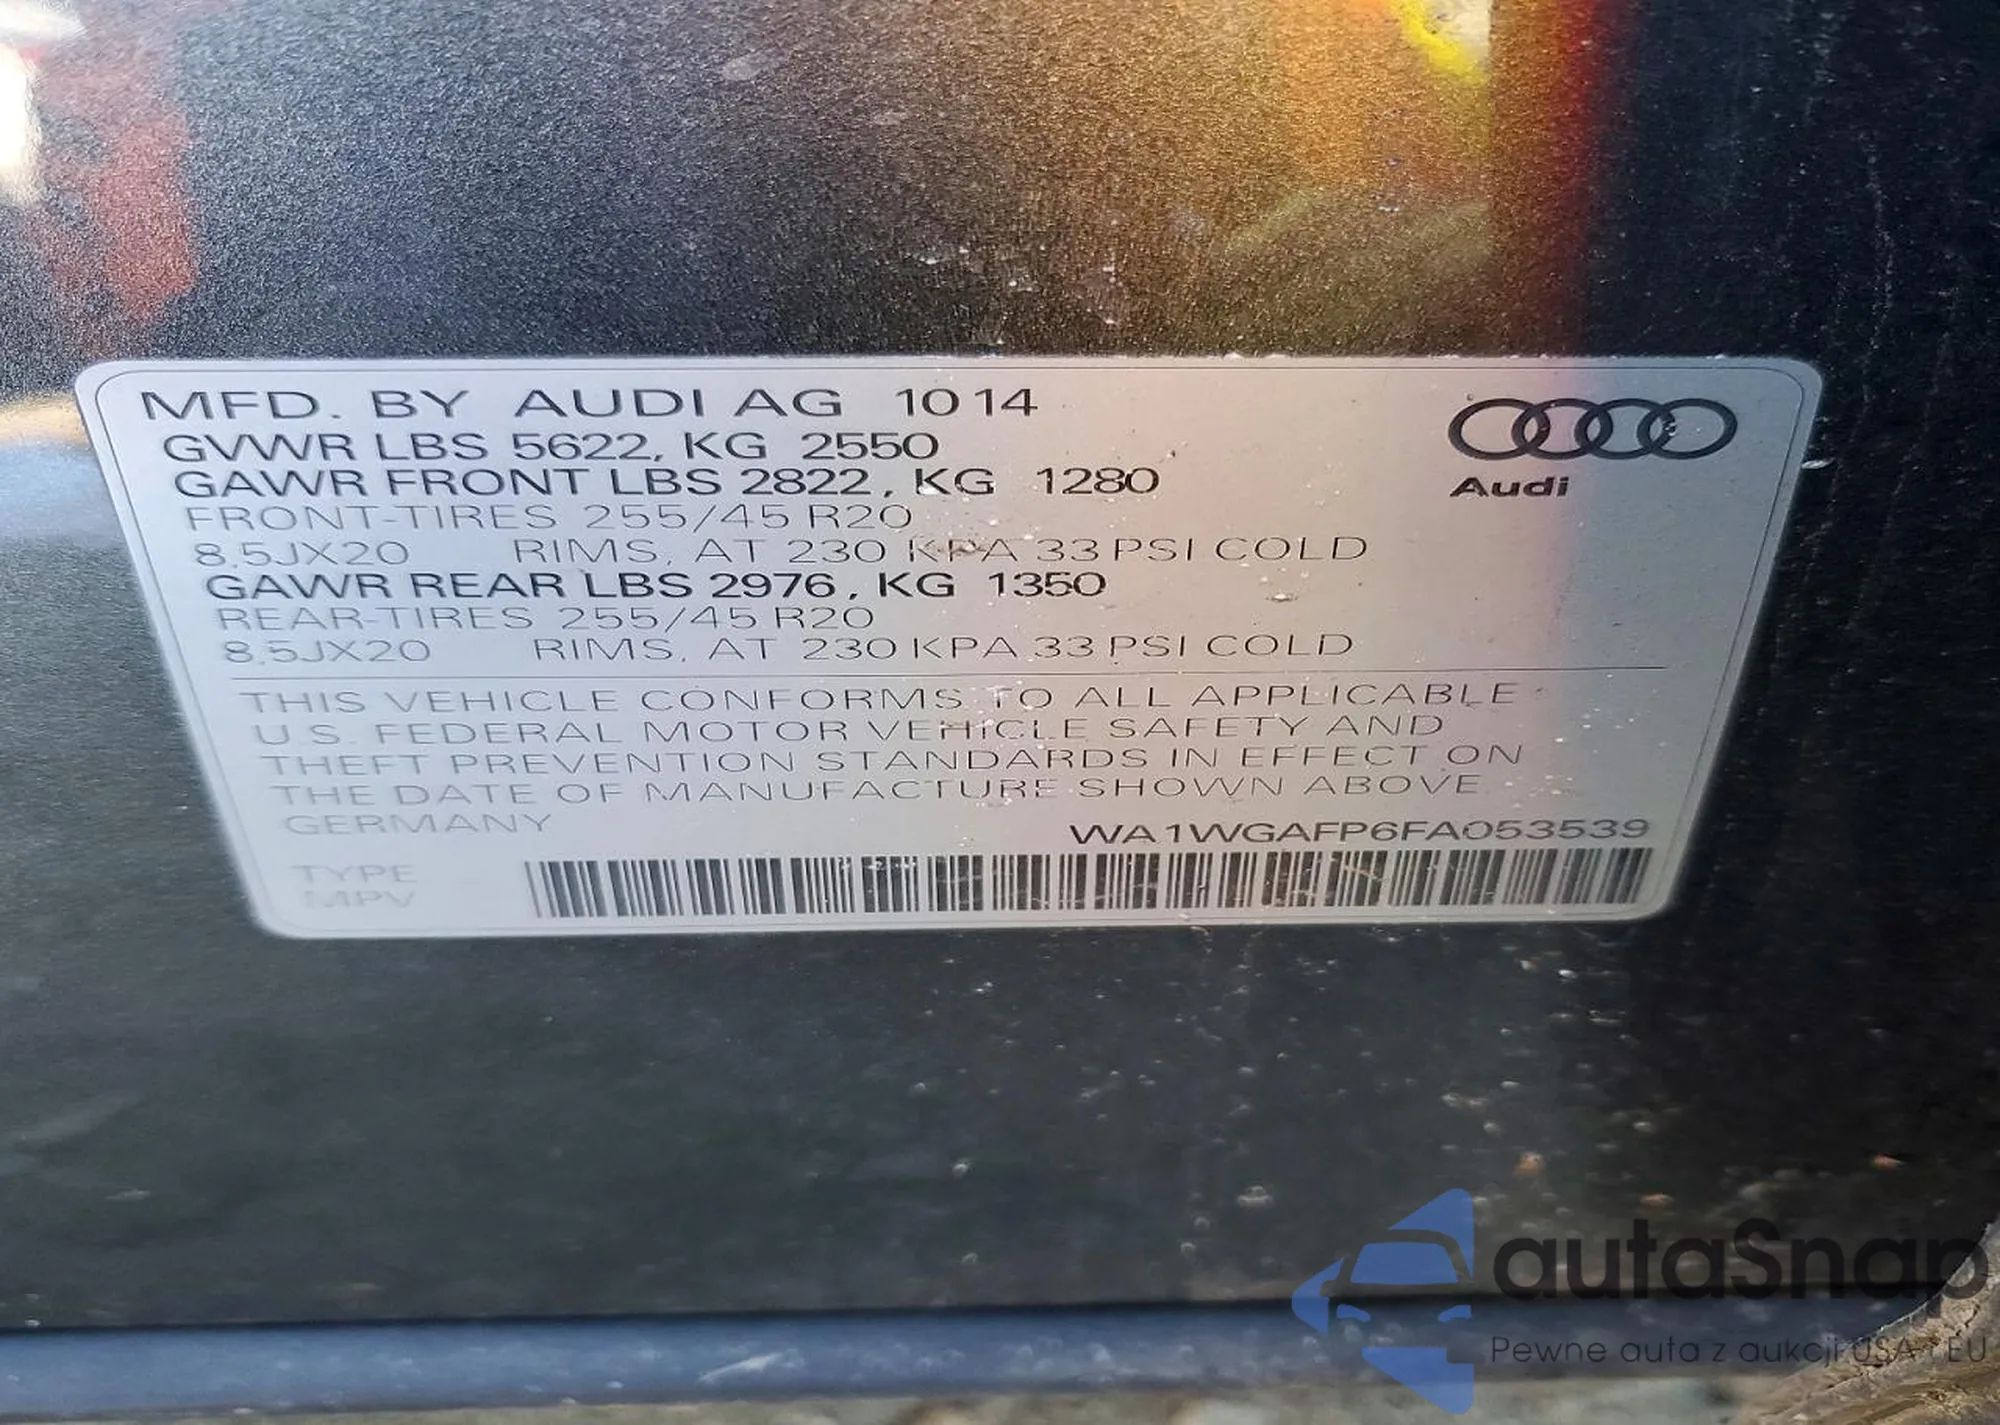 MFD. BY AUDI AG 10 14
GVWR LBS 5622, KG 2550
GAWR FRONT LBS 2822, KG 1280
FRONT-TIRES 255/45 R20
8,5JX20 RIMS, AT 230 KPA 33 PSI COLD
GAWR REAR LBS 2976, KG 1350
REAR-TIRES 255/45 R20
8,5JX20 RIMS, AT 230 KPA 33 PSI COLD
Audi
THIS VEHICLE CONFORMS TO ALL APPLICABLE
U.S. FEDERAL MOTOR VEHICLE SAFETY AND
THEFT PREVENTION STANDARDS IN EFFECT ON
THE DATE OF MANUFACTURE SHOWN ABOVE.
GERMANY WA1WGAFP6FA053539
TYPE
MPV
autaSnap
Pewne auta z aukcji USA i EU